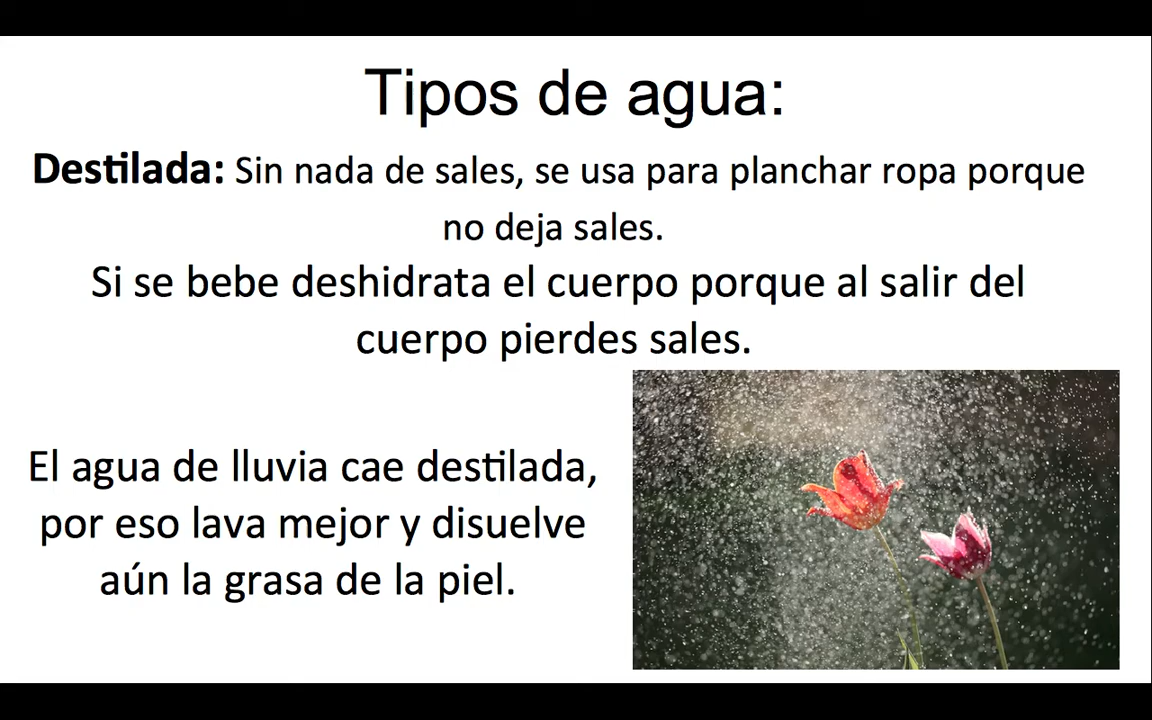 Tipos de agua:
Destilada: Sin nada de sales, se usa para planchar ropa porque
no deja sales.
Si se bebe deshidrata el cuerpo porque al salir del
cuerpo pierdes sales.
El agua de lluvia cae destilada,
por eso lava mejor y disuelve
aún la grasa de la piel.